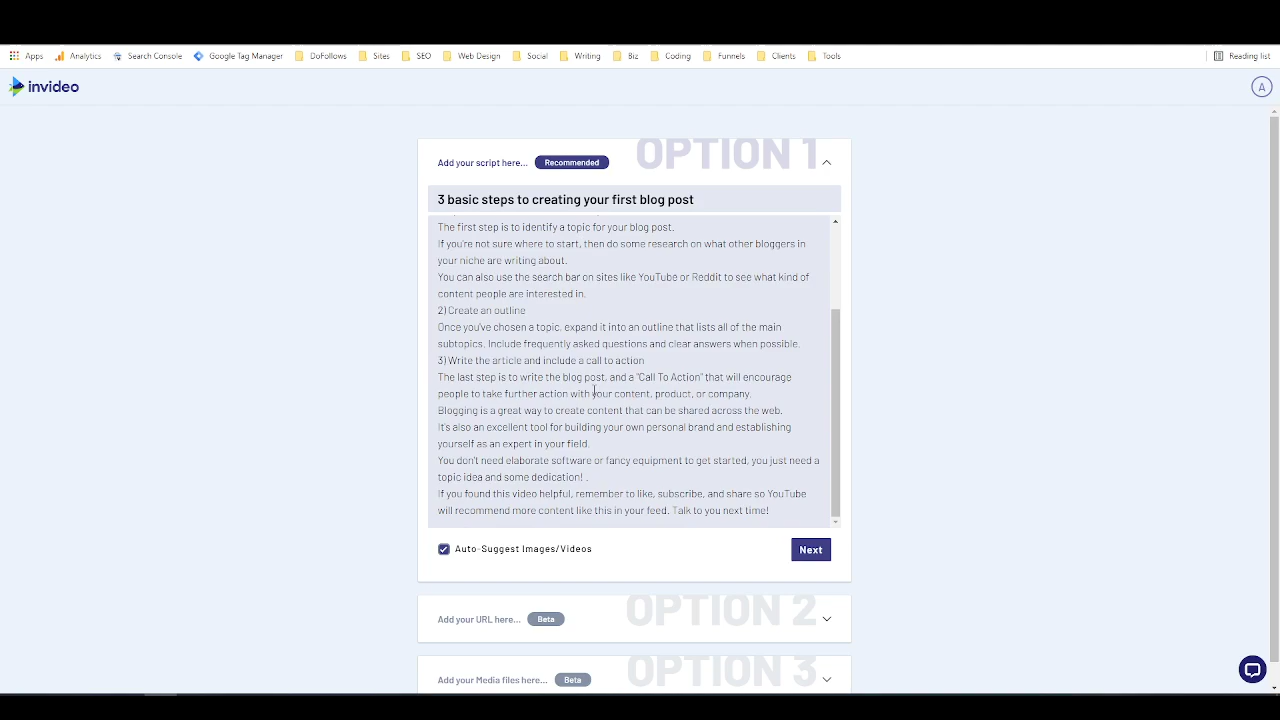 Apps Analytics Search Console Google Tag Manager DoFollows Sites SEO Web Design Social Writing Biz Coding Funnels Clients Tools Reading list
invideo A
OPTION 1
Add your script here... Recommended
3 basic steps to creating your first blog post
The first step is to identify a topic for your blog post.
If you're not sure where to start, then do some research on what other bloggers in
your niche are writing about.
You can also use the search bar on sites like YouTube or Reddit to see what kind of
content people are interested in.
2) Create an outline
Once you've chosen a topic, expand it into an outline that lists all of the main
subtopics. Include frequently asked questions and clear answers when possible.
3) Write the article and include a call to action
The last step is to write the blog post, and a "Call To Action" that will encourage
people to take further action with your content, product, or company.
Blogging is a great way to create content that can be shared across the web.
It's also an excellent tool for building your own personal brand and establishing
yourself as an expert in your field.
You don't need elaborate software or fancy equipment to get started, you just need a
topic idea and some dedication! .
If you found this video helpful, remember to like, subscribe, and share so YouTube
will recommend more content like this in your feed. Talk to you next time!
Auto-Suggest Images/Videos Next
OPTION 2
Add your URL here... Beta
OPTION 3
Add your Media files here... Beta